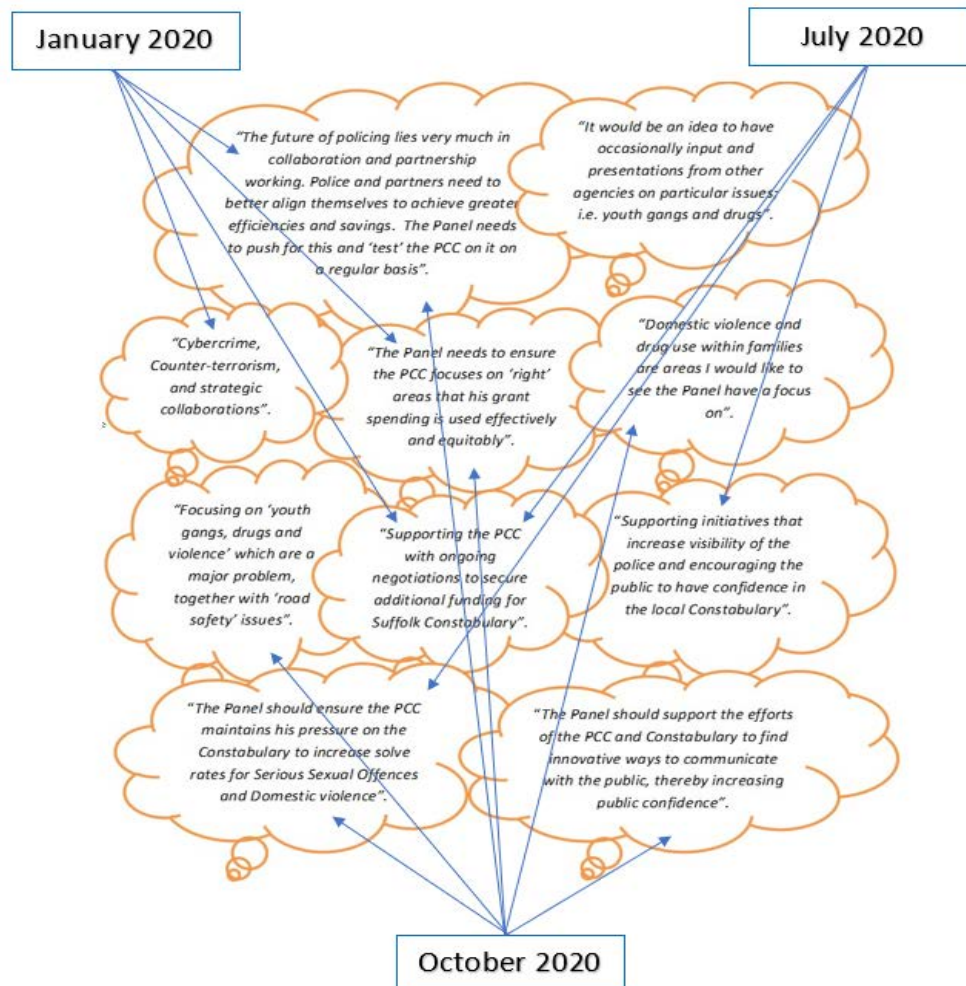 January 2020
July 2020
“The future of policing lies very much in
collaboration and partnership
working. Police and partners need to
better align themselves to achieve greater
efficiencies and savings. The Panel needs
to push for this and ‘test’ the PCC on it on
a regular basis”.
“It would be an idea to have
occasionally input and
presentations from other
agencies on particular issues;
i.e. youth gangs and drugs”.
“Cybercrime,
Counter-terrorism,
and strategic
collaborations”.
“The Panel needs to ensure
the PCC focuses on ‘right’
areas that his grant
spending is used effectively
and equitably”.
“Domestic violence and
drug use within families
are areas I would like to
see the Panel have a focus
on”.
“Focusing on ‘youth
gangs, drugs and
violence’ which are a
major problem,
together with ‘road
safety’ issues”.
“Supporting the PCC
with ongoing
negotiations to secure
additional funding for
Suffolk Constabulary”.
“Supporting initiatives that
increase visibility of the
police and encouraging the
public to have confidence in
the local Constabulary”.
“The Panel should ensure the PCC
maintains his pressure on the
Constabulary to increase solve
rates for Serious Sexual Offences
and Domestic violence”.
“The Panel should support the efforts
of the PCC and Constabulary to find
innovative ways to communicate
with the public, thereby increasing
public confidence”.
October 2020